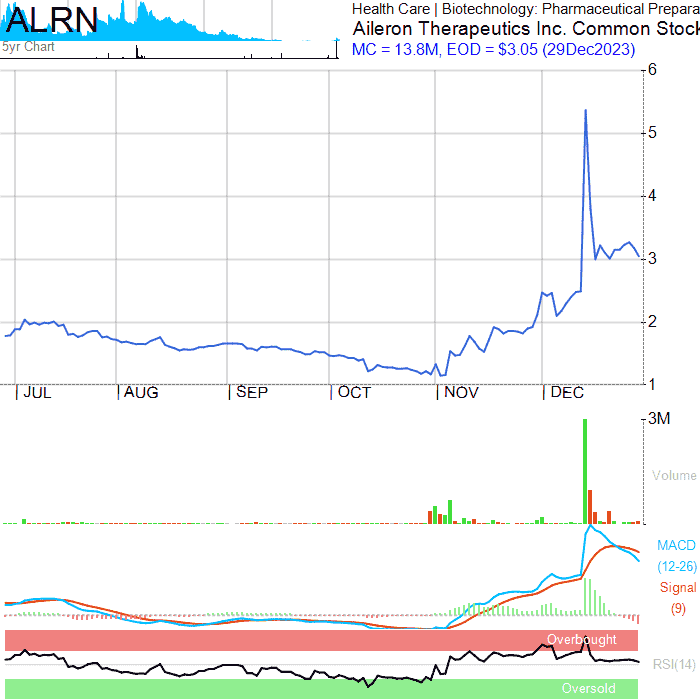 ALRN
5yr Chart
Health Care | Biotechnology: Pharmaceutical Prepara
Aileron Therapeutics Inc. Common Stock
MC = 13.8M, EOD = $3.05 (29Dec2023)
6
5
4
3
2
1
JUL AUG SEP OCT NOV DEC
3M
Volume
MACD
(12-26)
Signal
(9)
Overbought
RSI(14)
Oversold